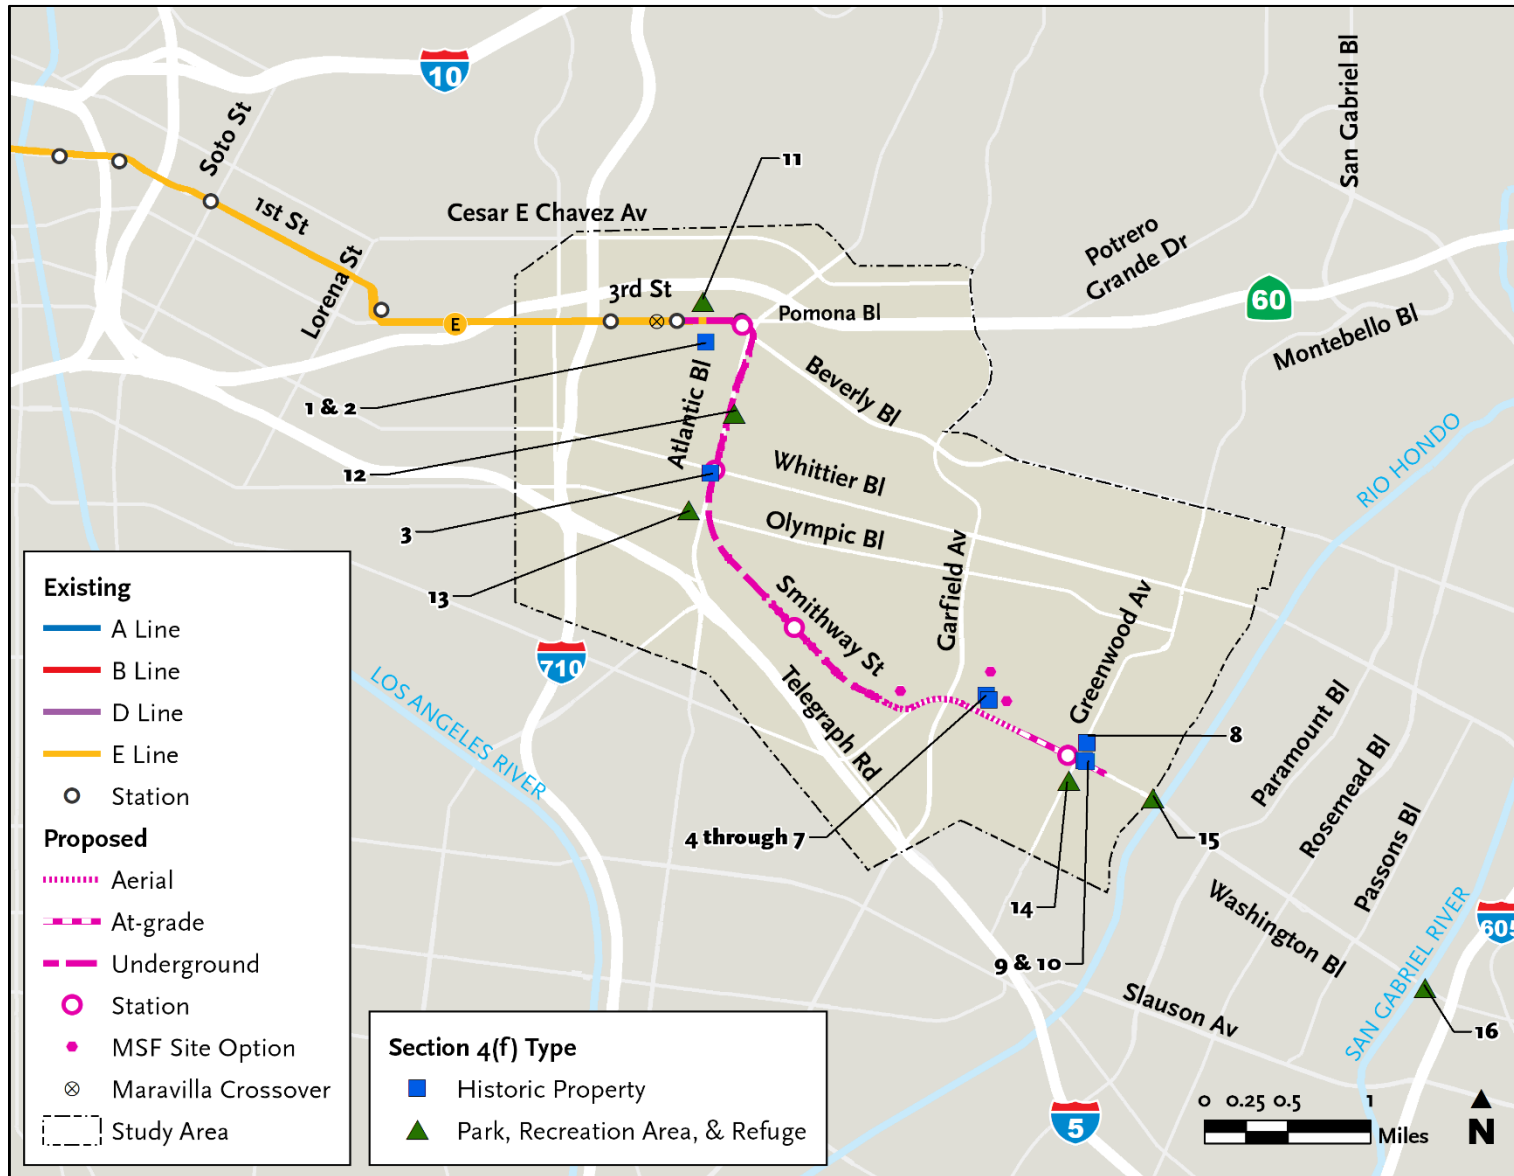 San Gabriel Bl
10
Soto St
11
1st St
Cesar E Chavez Av
Potrero
Grande Dr
Lorena St
3rd St
60
Pomona Bl
E
Montebello Bl
Beverly Bl
Atlantic Bl
1 & 2
RIO HONDO
12
Whittier Bl
3
Olympic Bl
Garfield Av
13
Smithway St
Greenwood Av
710
LOS ANGELES RIVER
Telegraph Rd
8
Paramount Bl
Rosemead Bl
Passons Bl
4 through 7
15
14
Washington Bl
9 & 10
SAN GABRIEL RIVER
605
Slauson Av
16
5
Existing
A Line
B Line
D Line
E Line
Station
Proposed
Aerial
At-grade
Underground
Station
MSF Site Option
Maravilla Crossover
Study Area
Section 4(f) Type
Historic Property
Park, Recreation Area, & Refuge
0 0.25 0.5 1
Miles
N